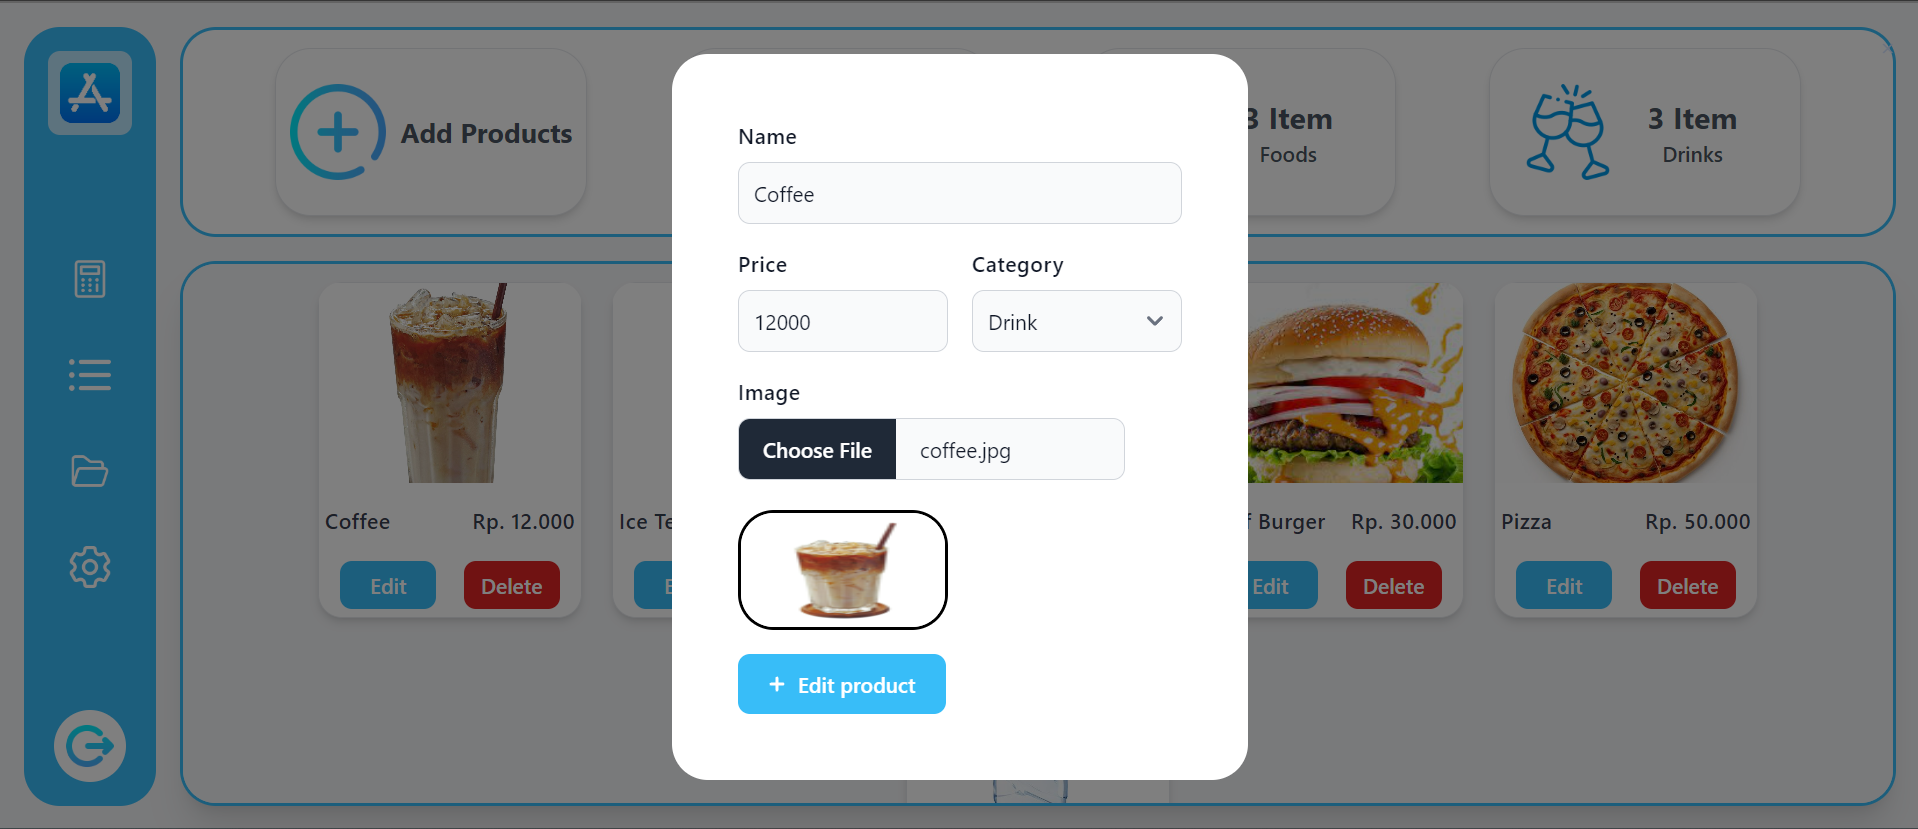 Add Products
3 Item
Foods
3 Item
Drinks
Name
Coffee
Price
Category
12000
Drink
Image
Choose File
coffee.jpg
Edit product
Coffee
Rp. 12.000
Edit
Delete
Ice
Burger
Rp. 30.000
Edit
Delete
Pizza
Rp. 50.000
Edit
Delete